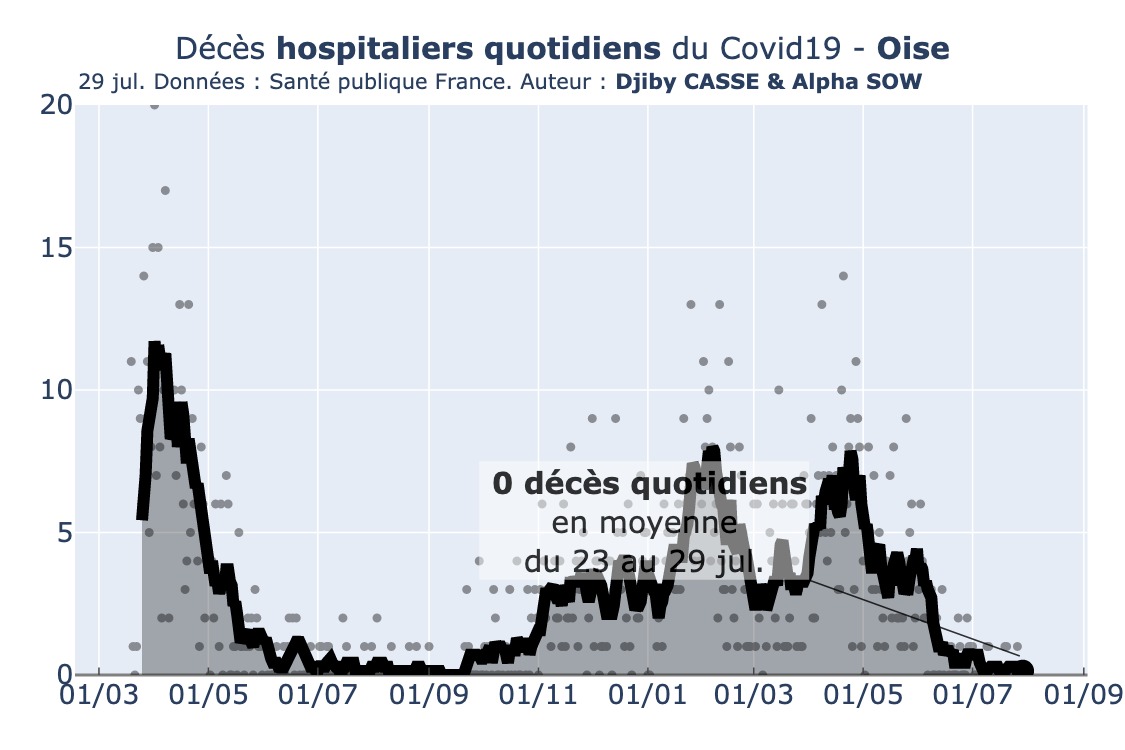 Décès hospitaliers quotidiens du Covid19 - Oise
29 jul. Données : Santé publique France. Auteur : Djiby CASSE & Alpha SOW
20
15
10
5
0
0 décès quotidiens
en moyenne
du 23 au 29 jul.
01/03 01/05 01/07 01/09 01/11 01/01 01/03 01/05 01/07 01/09